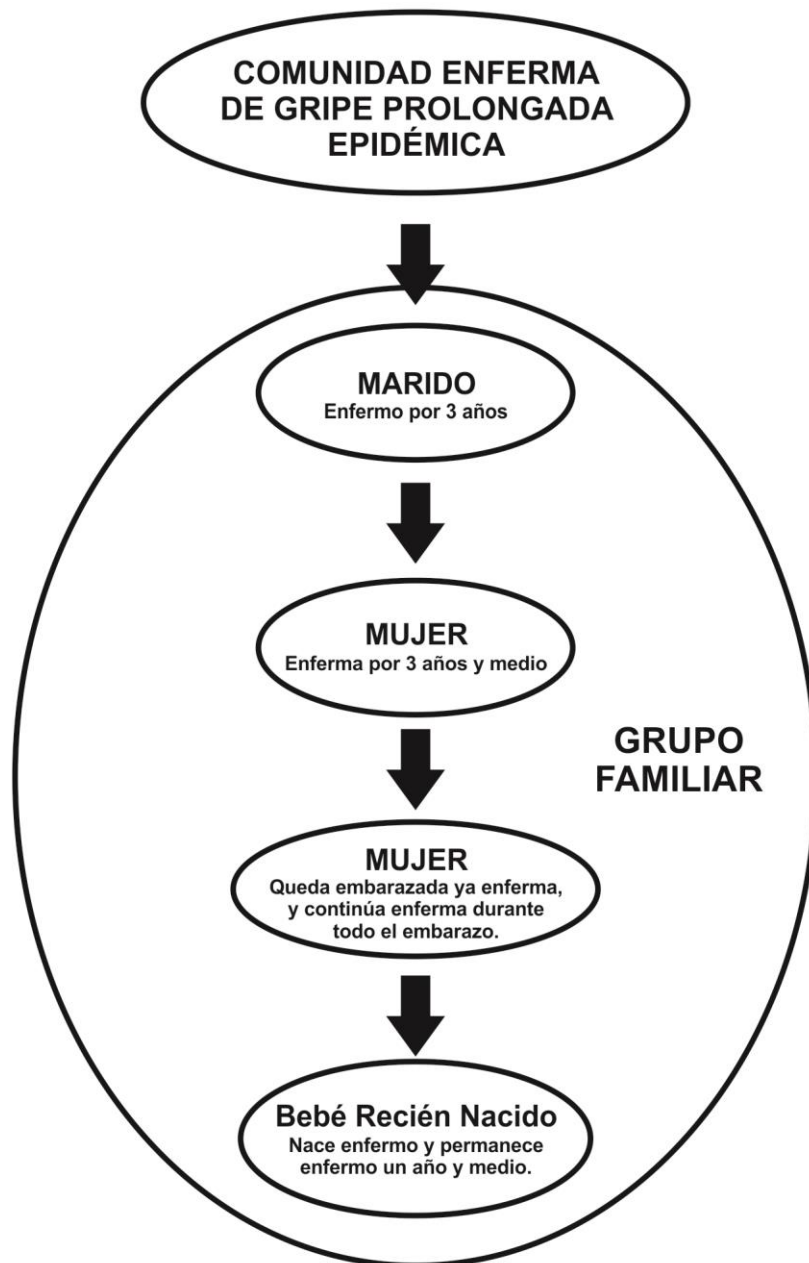 COMUNIDAD ENFERMA
DE GRIPE PROLONGADA
EPIDÉMICA
MARIDO
Enfermo por 3 años
MUJER
Enferma por 3 años y medio
GRUPO
FAMILIAR
MUJER
Queda embarazada ya enferma,
y continúa enferma durante
todo el embarazo.
Bebé Recién Nacido
Nace enfermo y permanece
enfermo un año y medio.